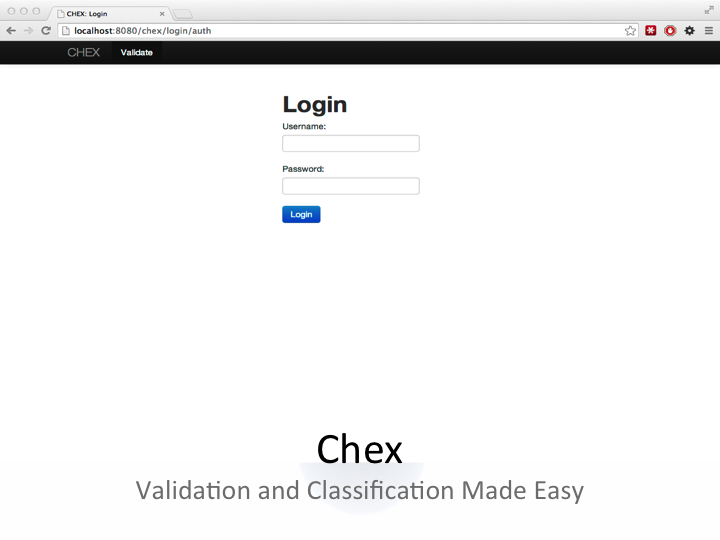 CHEX: Login
localhost:8080/chex/login/auth
CHEX Validate
Login
Username:
Password:
Login
Chex
Validation and Classification Made Easy